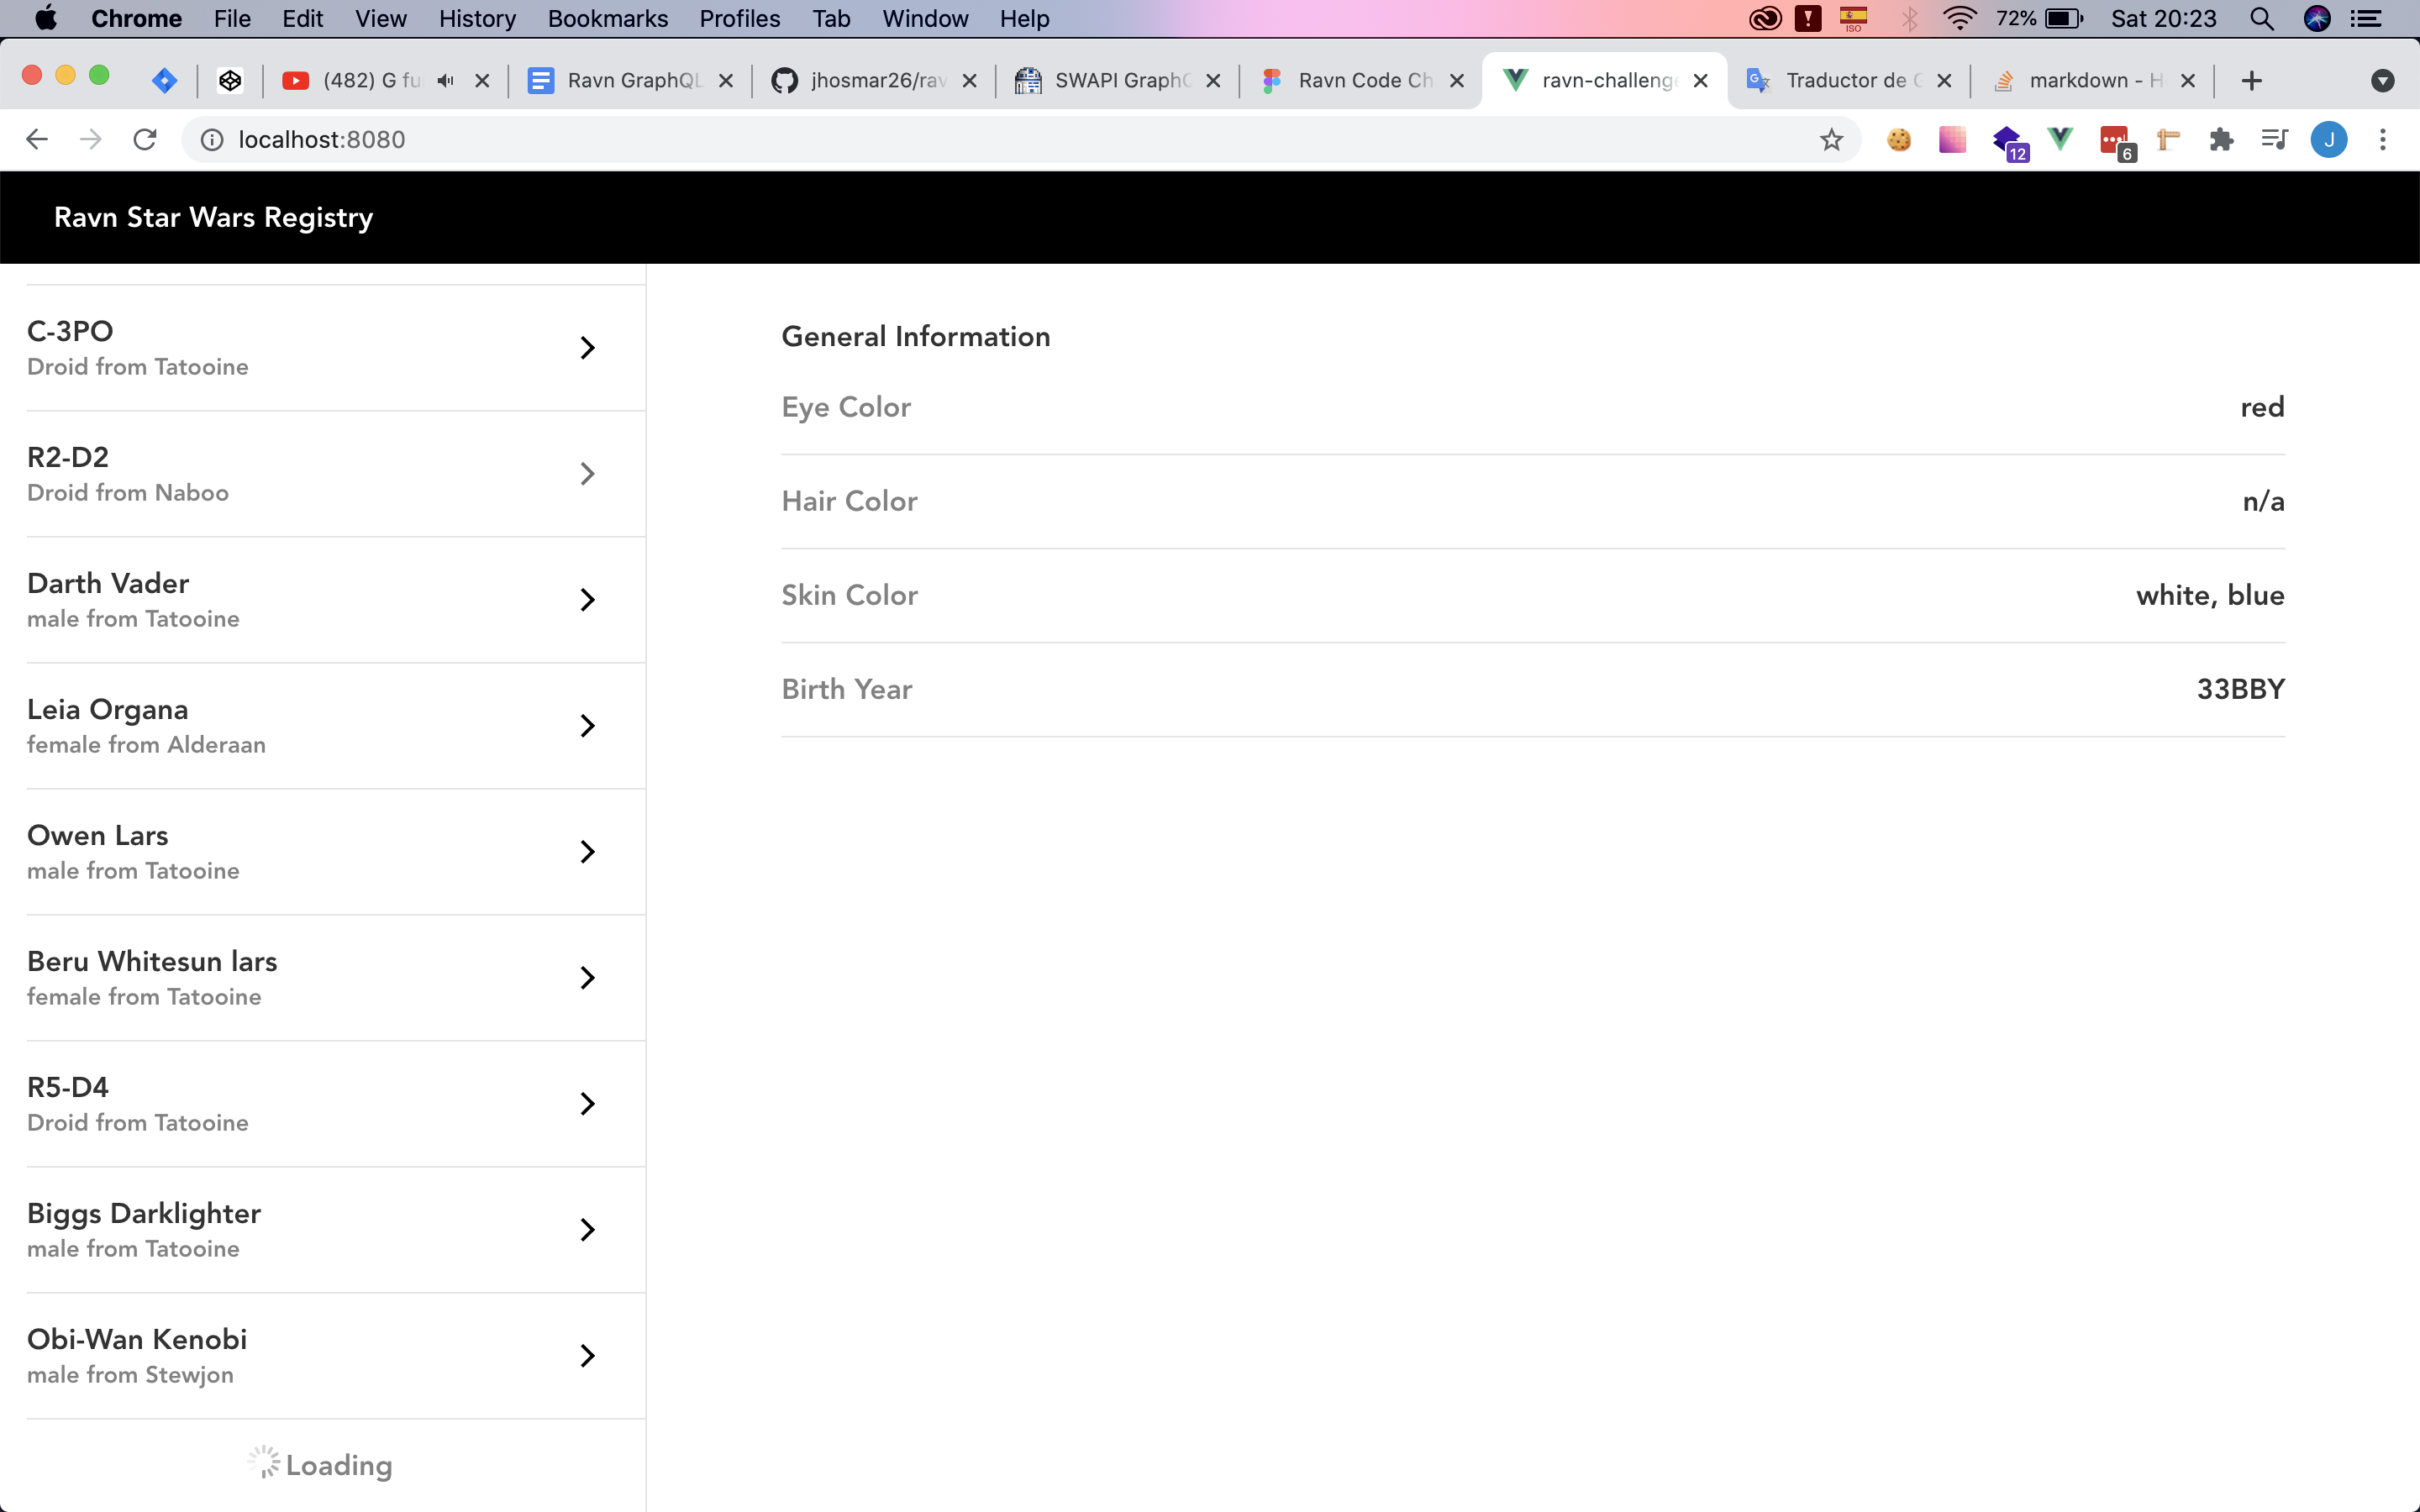 Chrome File Edit View History Bookmarks Profiles Tab Window Help ISO 72% Sat 20:23
(482) G fu Ravn GraphQL jhosmar26/rav SWAPI GraphQ Ravn Code Ch ravn-challeng Traductor de G markdown - H
localhost:8080 12 6 J
Ravn Star Wars Registry
C-3PO
Droid from Tatooine
R2-D2
Droid from Naboo
Darth Vader
male from Tatooine
Leia Organa
female from Alderaan
Owen Lars
male from Tatooine
Beru Whitesun lars
female from Tatooine
R5-D4
Droid from Tatooine
Biggs Darklighter
male from Tatooine
Obi-Wan Kenobi
male from Stewjon
Loading
General Information
Eye Color red
Hair Color n/a
Skin Color white, blue
Birth Year 33BBY